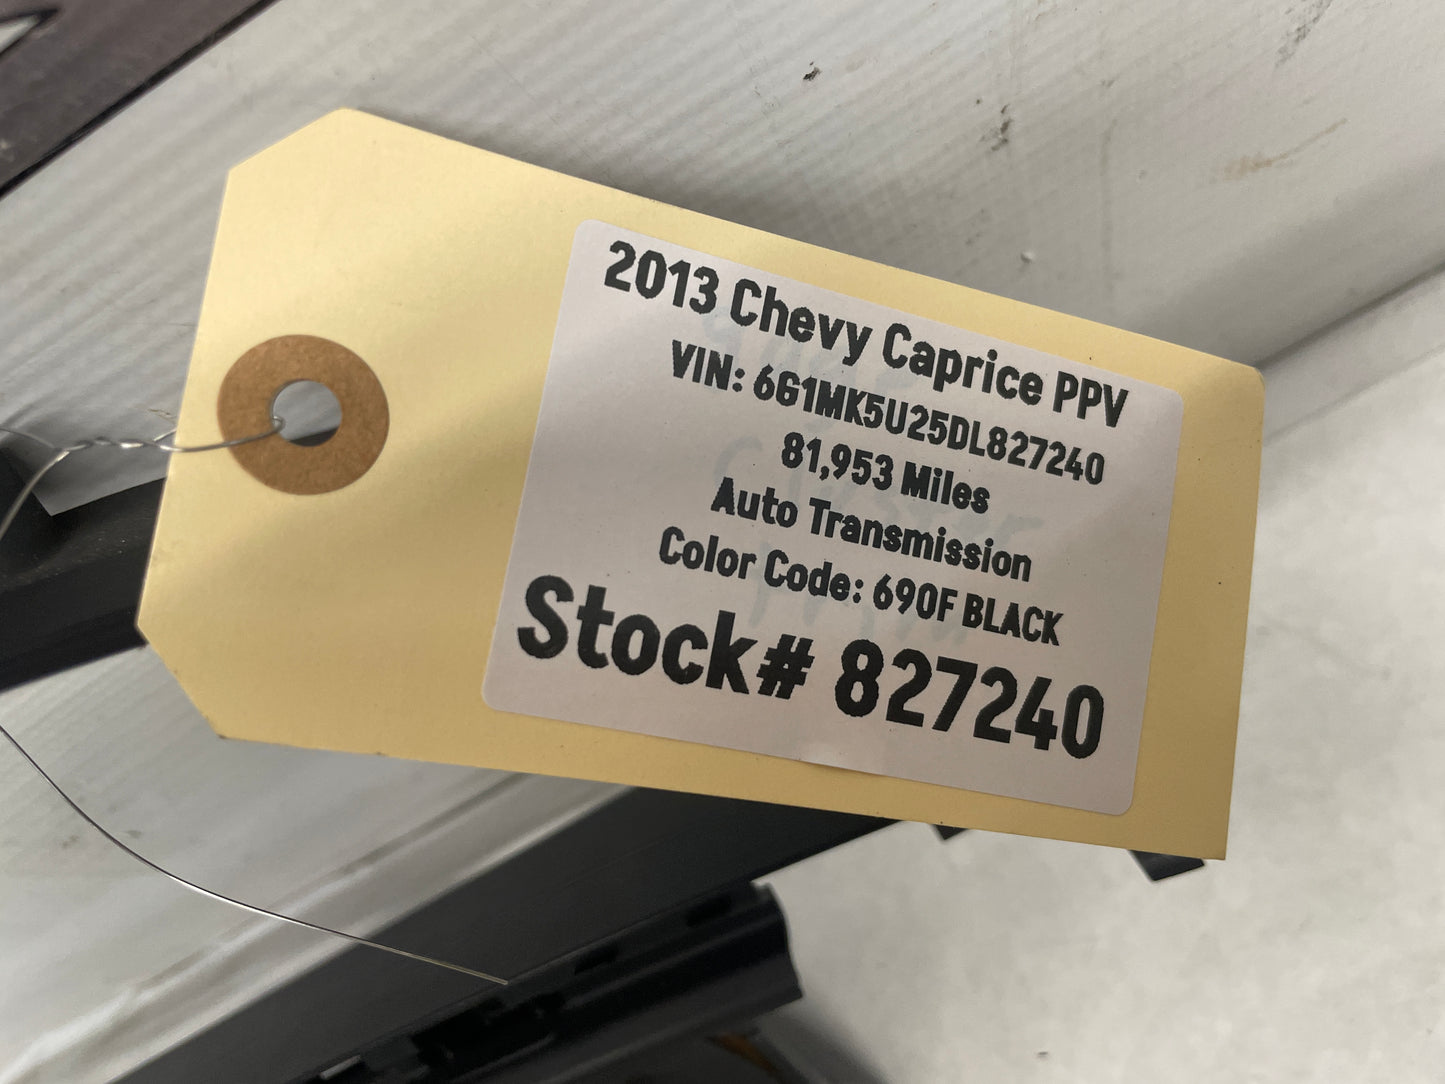 2013 Chevy Caprice PPV
VIN: 6G1MK5U25DL827240
81,953 Miles
Auto Transmission
Color Code: 690F BLACK
Stock# 827240